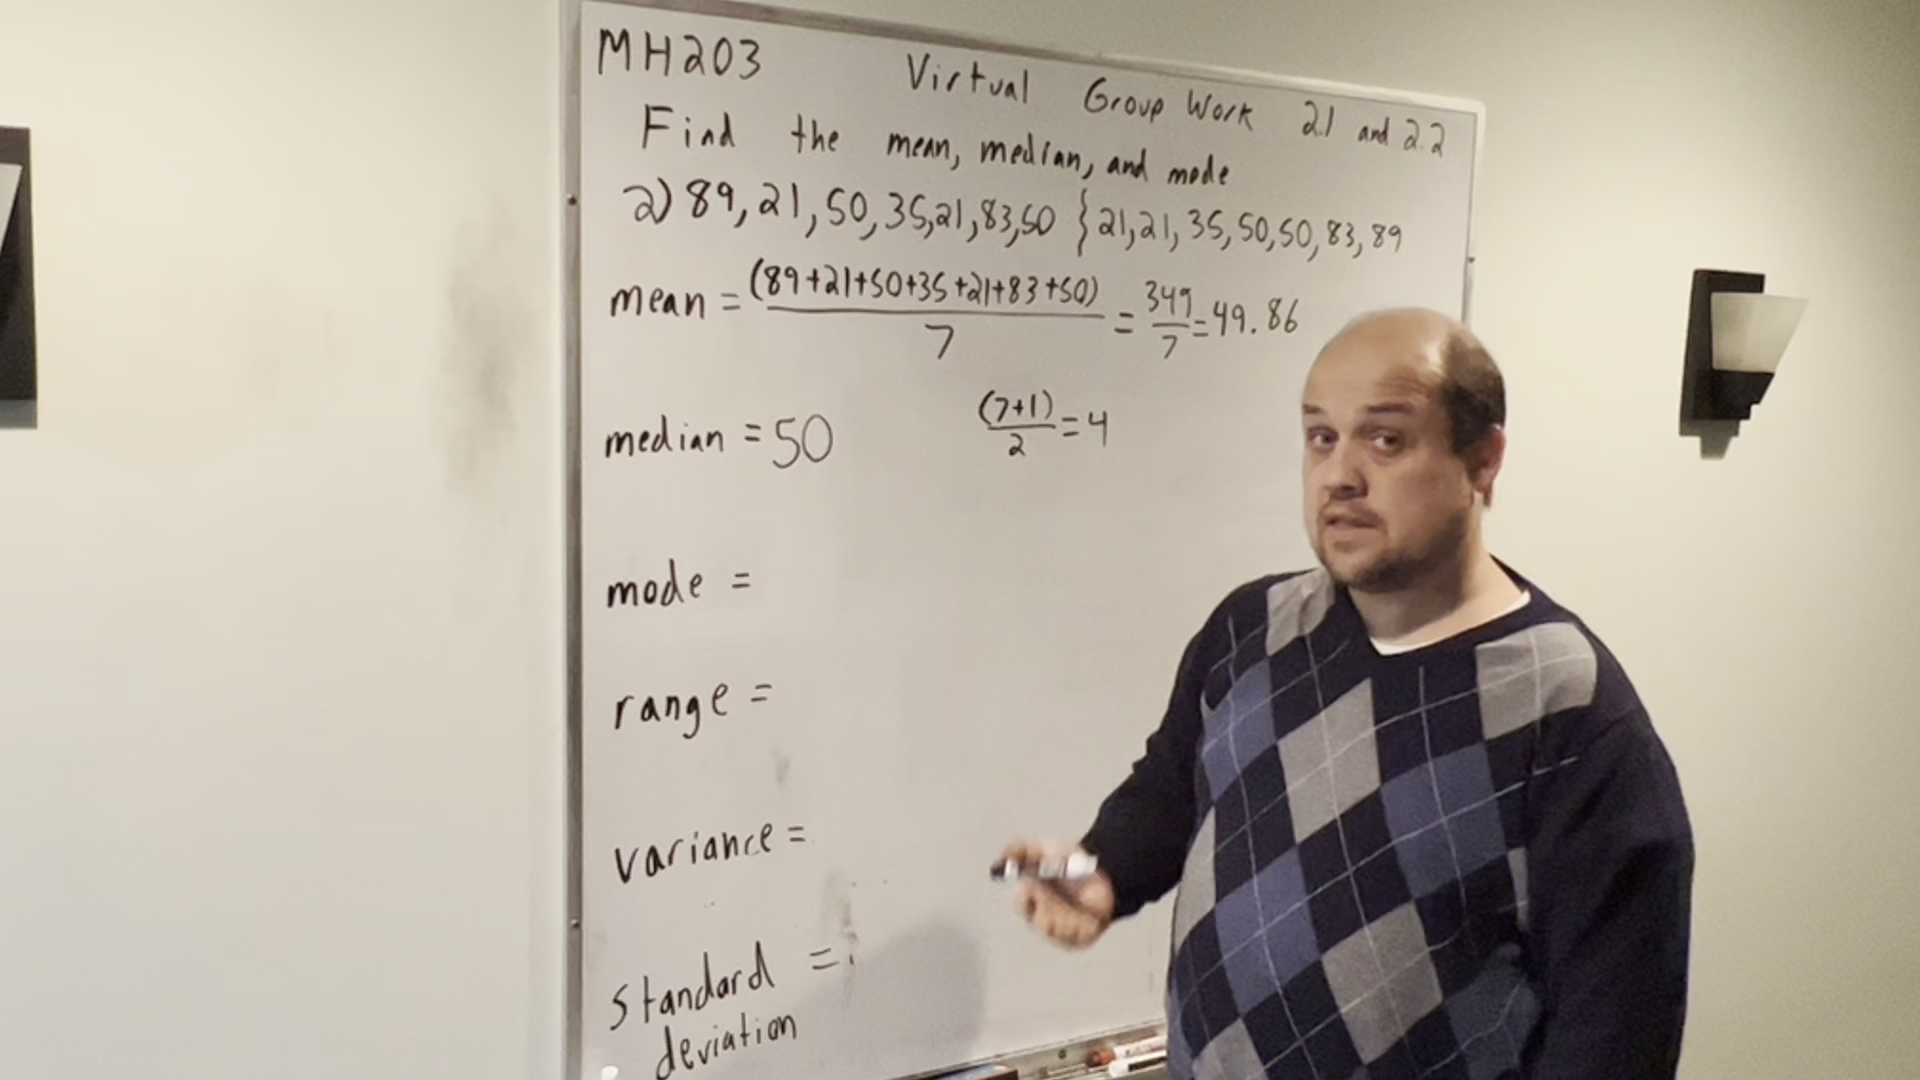 MH203 Virtual Group Work 2.1 and 2.2
Find the mean, median, and mode
2) 89, 21, 50, 35, 21, 83, 50 } 21, 21, 35, 50, 50, 83, 89
mean = (89+21+50+35+21+83+50) / 7 = 349/7 = 49.86
median = 50 (7+1)/2 = 4
mode =
range =
variance =
standard =
deviation